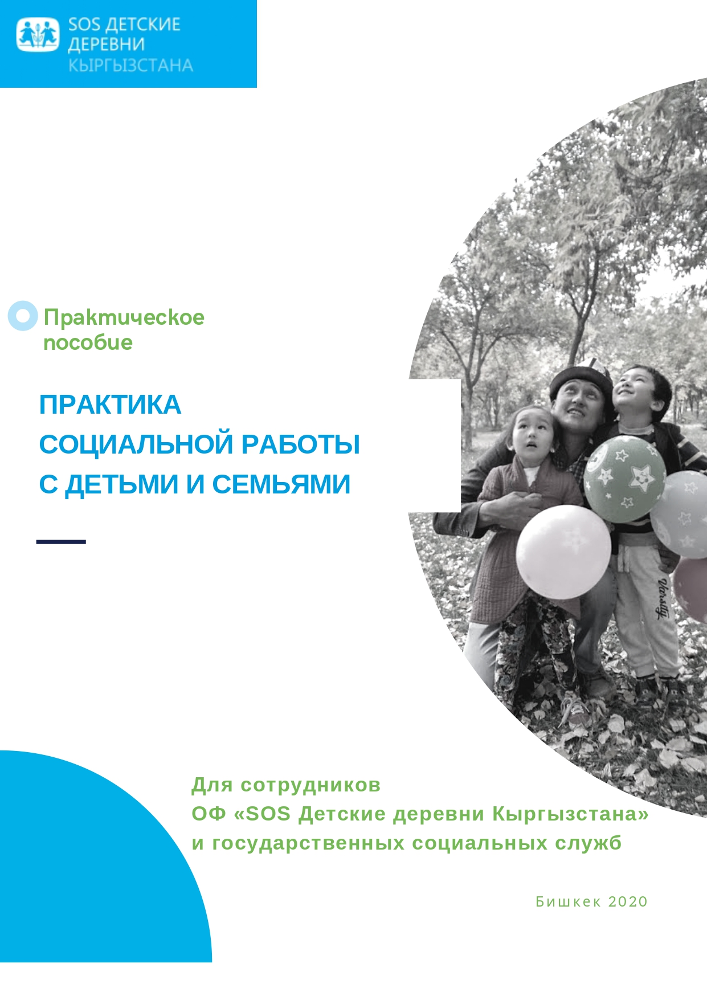 SOS ДЕТСКИЕ
ДЕРЕВНИ
КЫРГЫЗСТАНА
Практическое
пособие
ПРАКТИКА
СОЦИАЛЬНОЙ РАБОТЫ
С ДЕТЬМИ И СЕМЬЯМИ
Varsity
Для сотрудников
ОФ «SOS Детские деревни Кыргызстана»
и государственных социальных служб
Бишкек 2020